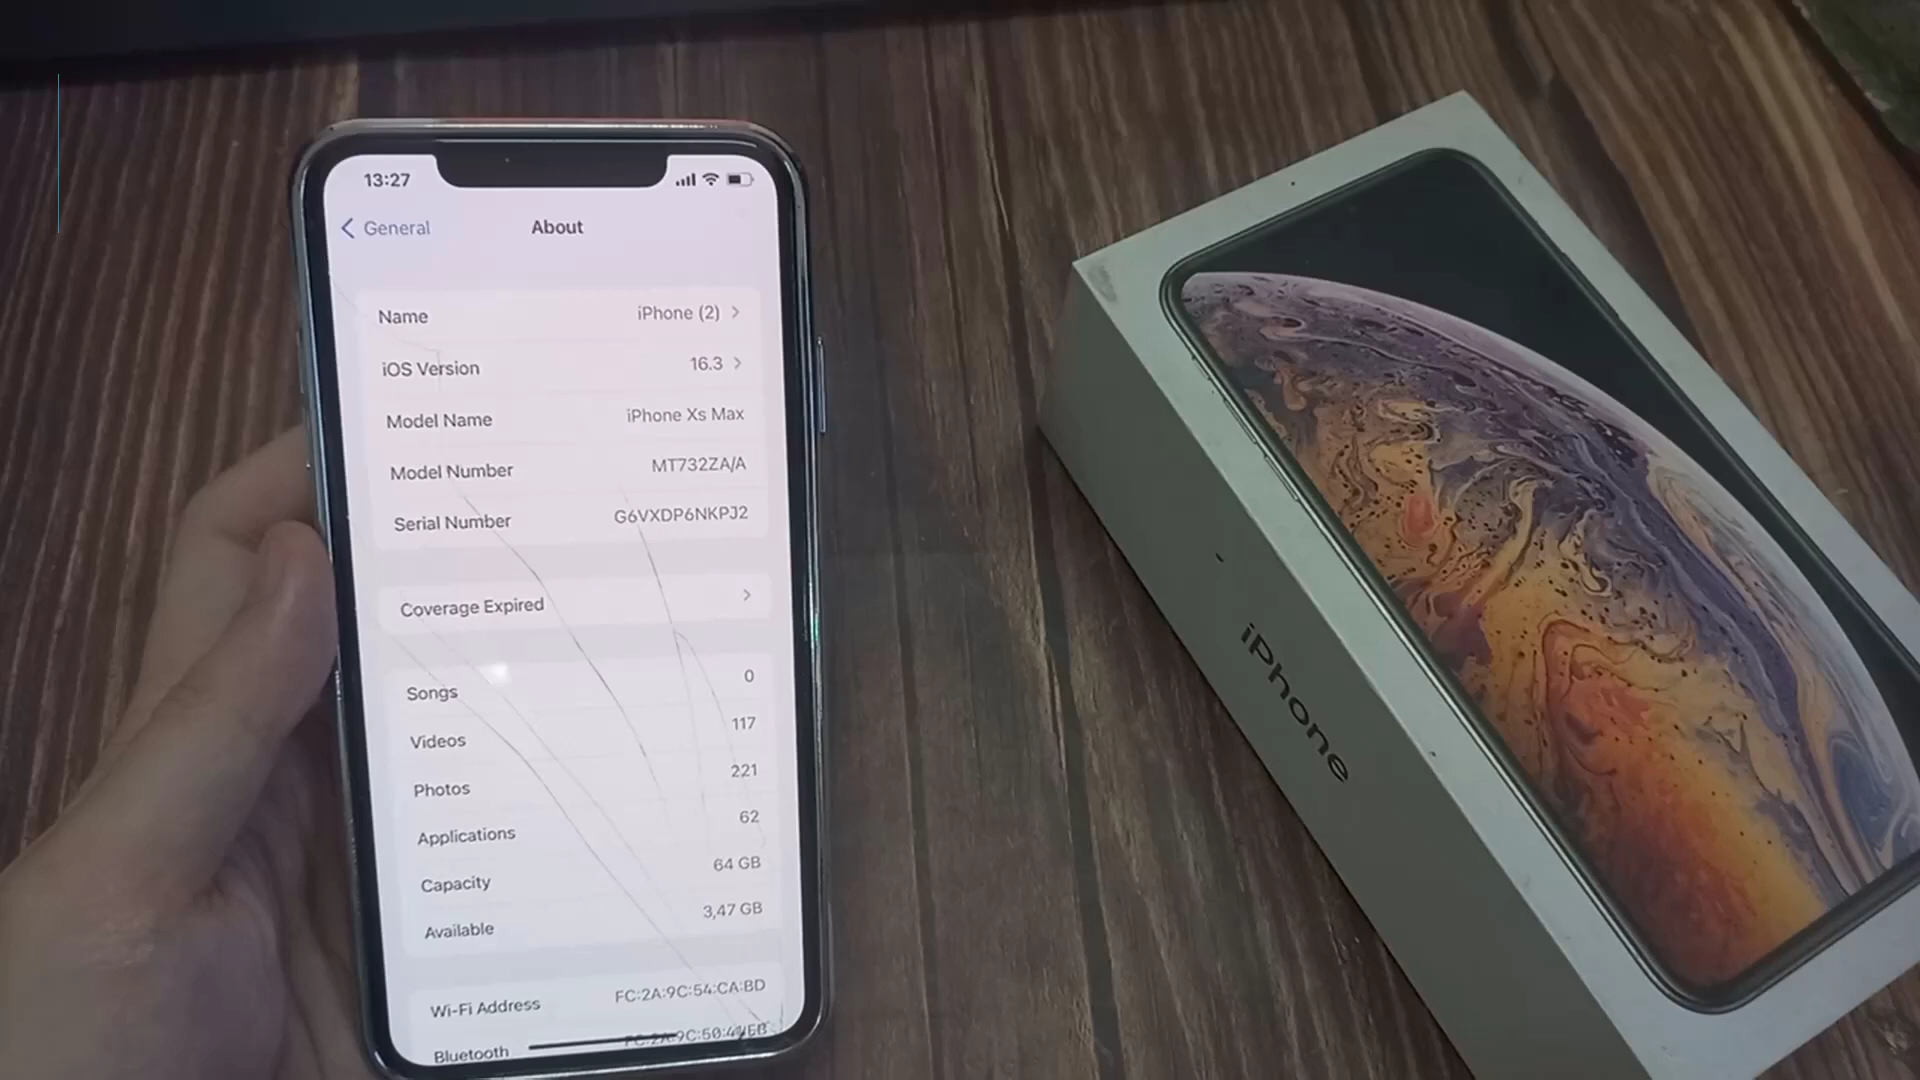 13:27
General
About
Name iPhone (2)
iOS Version 16.3
Model Name iPhone Xs Max
Model Number MT732ZA/A
Serial Number G6VXDP6NKPJ2
Coverage Expired
Songs 0
Videos 117
Photos 221
Applications 62
Capacity 64 GB
Available 3,47 GB
Wi-Fi Address FC:2A:9C:54:CA:BD
Bluetooth
iPhone